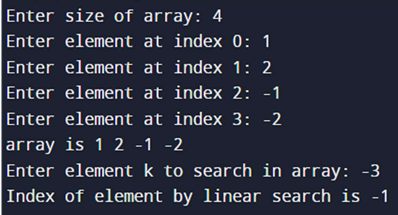 Enter size of array: 4
Enter element at index 0: 1
Enter element at index 1: 2
Enter element at index 2: -1
Enter element at index 3: -2
array is 1 2 -1 -2
Enter element k to search in array: -3
Index of element by linear search is -1